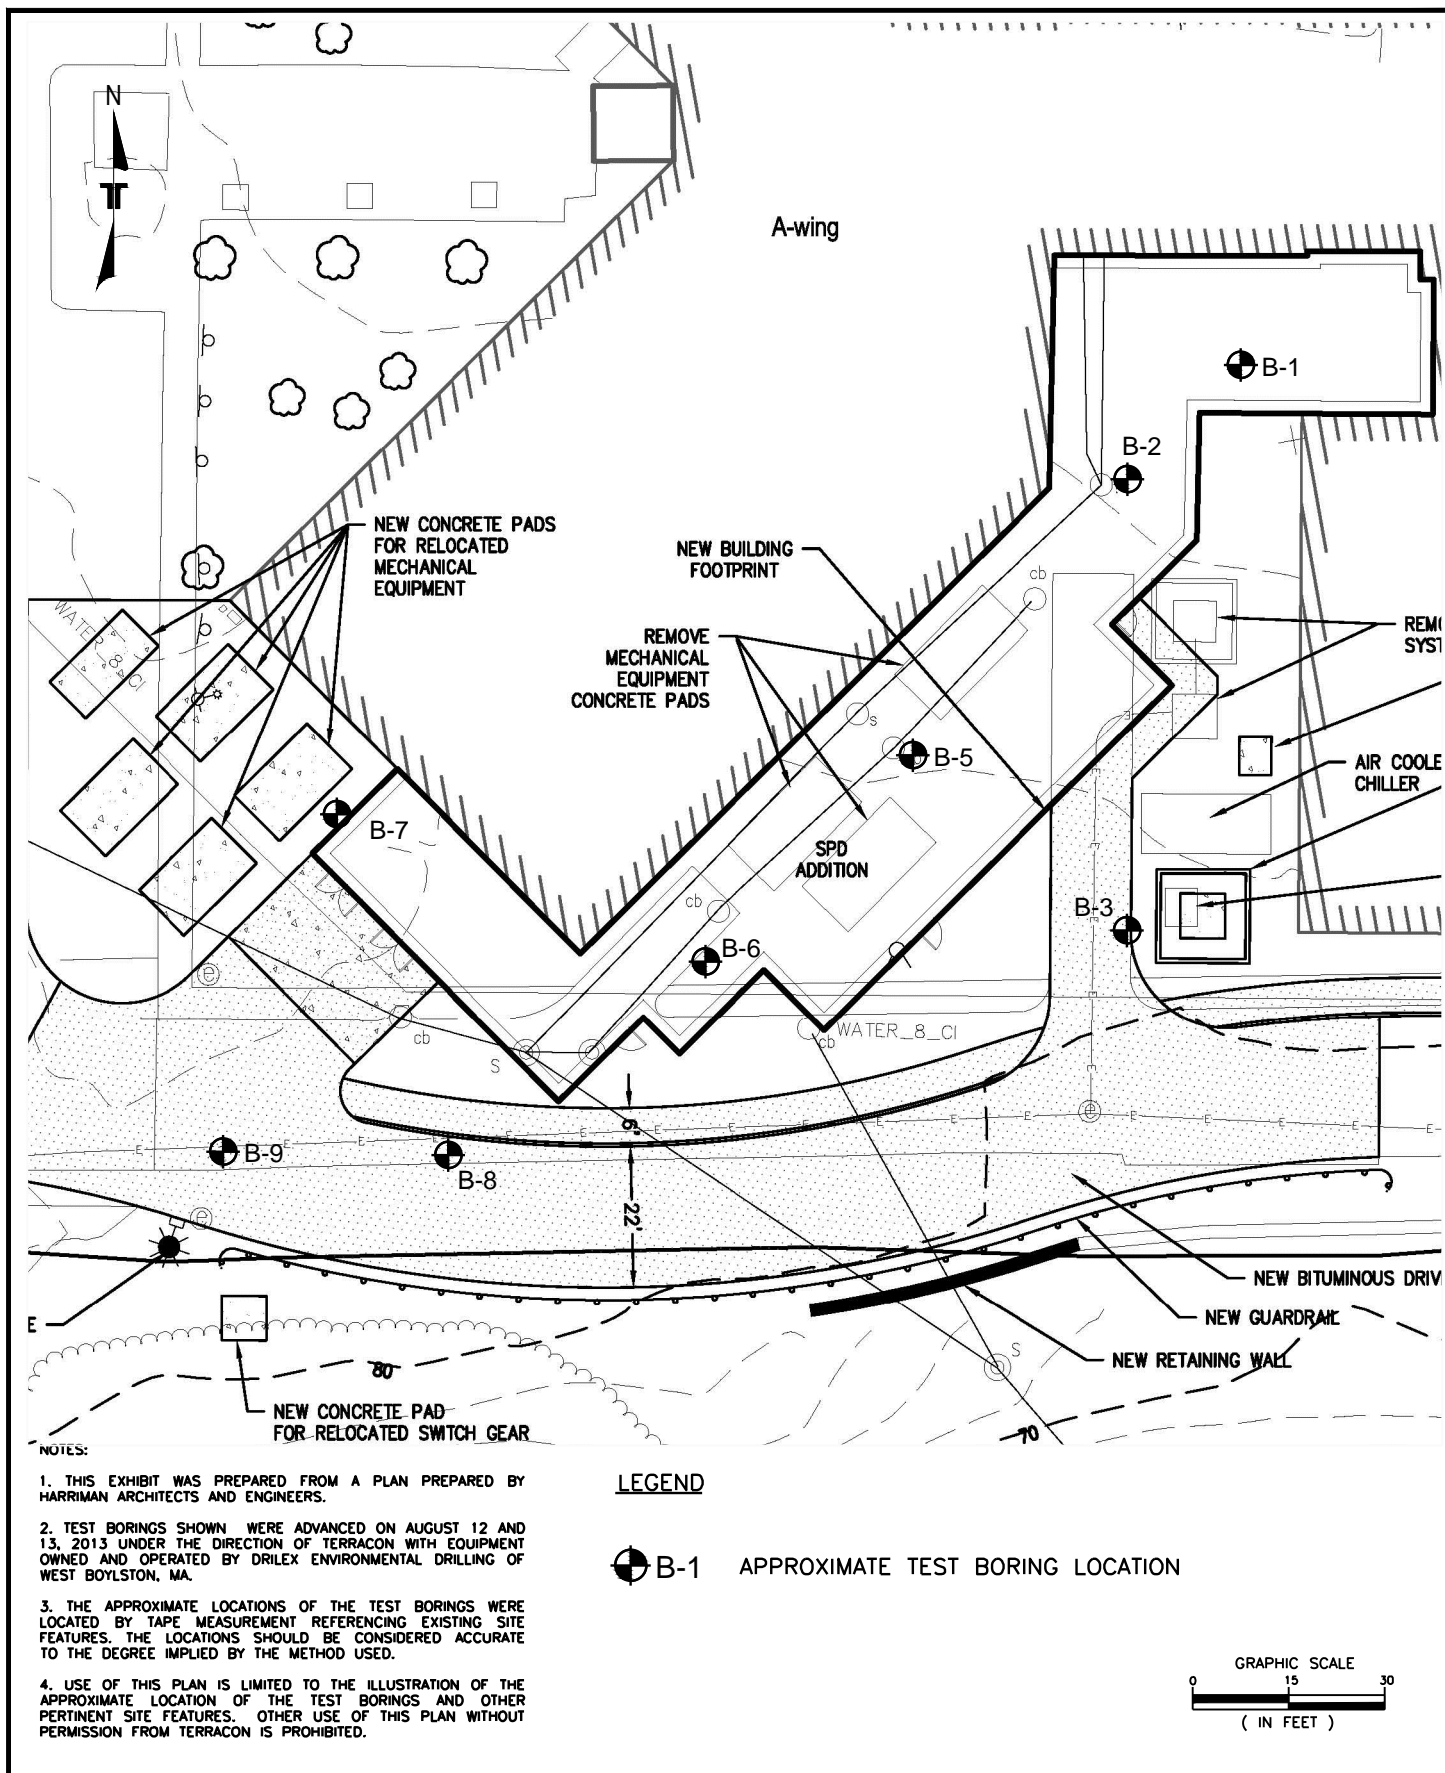 N
A-wing
B-1
B-2
NEW CONCRETE PADS
FOR RELOCATED
MECHANICAL
EQUIPMENT
NEW BUILDING
FOOTPRINT
cb
WATER_8_CI
REMOVE
MECHANICAL
EQUIPMENT
CONCRETE PADS
REMO
SYST
S
B-5
AIR COOLE
CHILLER
B-7
SPD
ADDITION
cb
B-3
B-6
e
cb
WATER_8_CI
cb
S
6'
e
E
E
E
E
E
E
E
E
E
E
E
B-9
B-8
22'
e
NEW BITUMINOUS DRIV
E
NEW GUARDRAIL
S
NEW RETAINING WALL
80
NEW CONCRETE PAD
FOR RELOCATED SWITCH GEAR
70
NOTES:
1. THIS EXHIBIT WAS PREPARED FROM A PLAN PREPARED BY
HARRIMAN ARCHITECTS AND ENGINEERS.
2. TEST BORINGS SHOWN WERE ADVANCED ON AUGUST 12 AND
13, 2013 UNDER THE DIRECTION OF TERRACON WITH EQUIPMENT
OWNED AND OPERATED BY DRILEX ENVIRONMENTAL DRILLING OF
WEST BOYLSTON, MA.
3. THE APPROXIMATE LOCATIONS OF THE TEST BORINGS WERE
LOCATED BY TAPE MEASUREMENT REFERENCING EXISTING SITE
FEATURES. THE LOCATIONS SHOULD BE CONSIDERED ACCURATE
TO THE DEGREE IMPLIED BY THE METHOD USED.
4. USE OF THIS PLAN IS LIMITED TO THE ILLUSTRATION OF THE
APPROXIMATE LOCATION OF THE TEST BORINGS AND OTHER
PERTINENT SITE FEATURES. OTHER USE OF THIS PLAN WITHOUT
PERMISSION FROM TERRACON IS PROHIBITED.
LEGEND
B-1 APPROXIMATE TEST BORING LOCATION
GRAPHIC SCALE
0 15 30
( IN FEET )